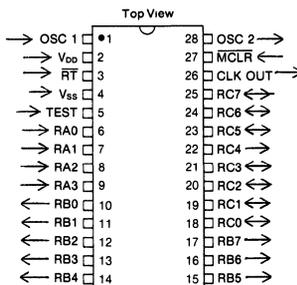 Top View
OSC 1 1 28 OSC 2
VDD 2 27 MCLR
RT 3 26 CLK OUT
VSS 4 25 RC7
TEST 5 24 RC6
RA0 6 23 RC5
RA1 7 22 RC4
RA2 8 21 RC3
RA3 9 20 RC2
RB0 10 19 RC1
RB1 11 18 RC0
RB2 12 17 RB7
RB3 13 16 RB6
RB4 14 15 RB5